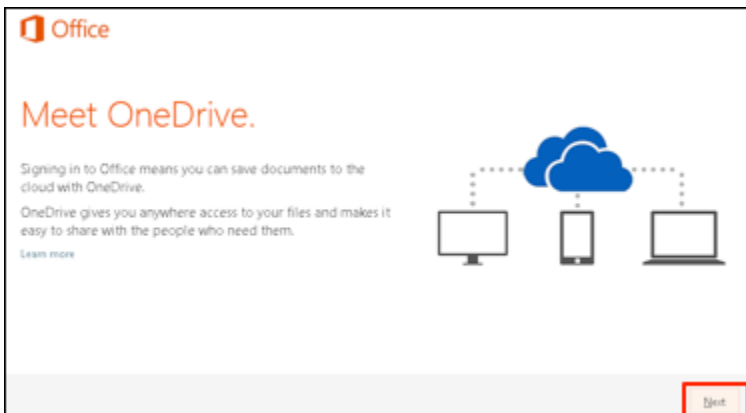 Office
Meet OneDrive.
Signing in to Office means you can save documents to the
cloud with OneDrive.
OneDrive gives you anywhere access to your files and makes it
easy to share with the people who need them.
Learn more
Next